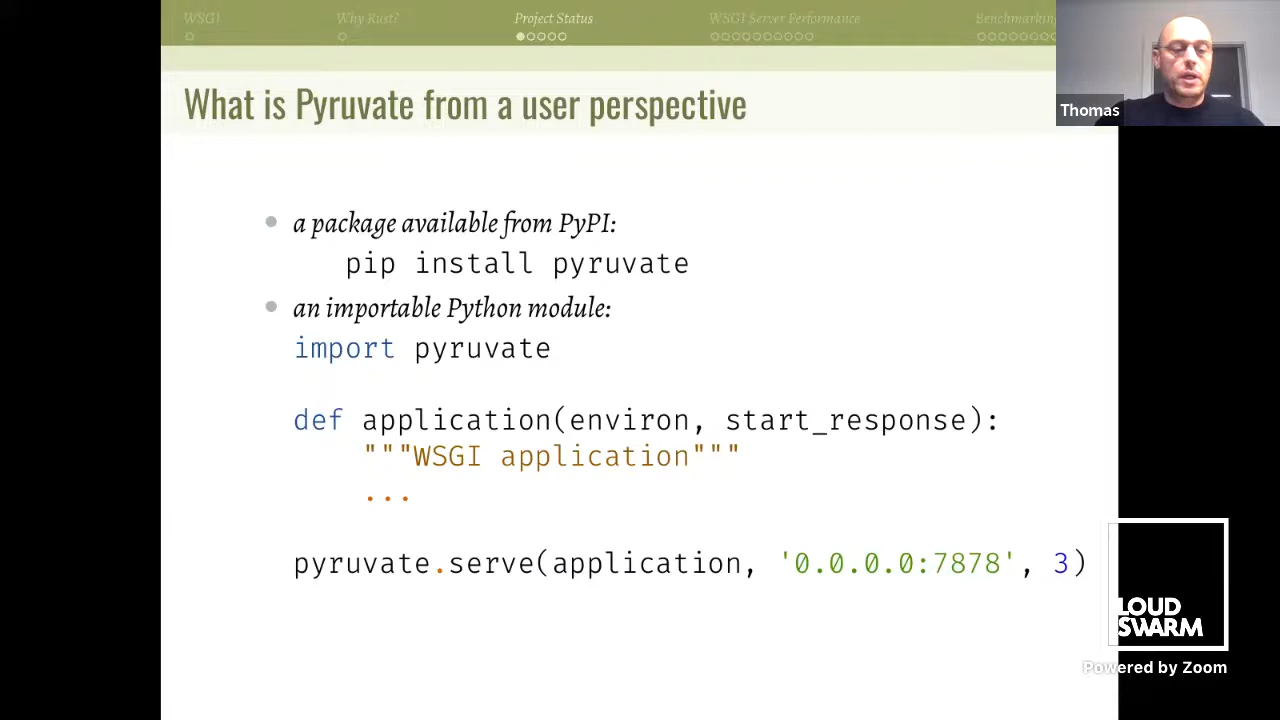 WSGI
Why Rust?
Project Status
WSGI Server Performance
Benchmarking
What is Pyruvate from a user perspective
Thomas
a package available from PyPI:
pip install pyruvate
an importable Python module:
import pyruvate
def application(environ, start_response):
"""WSGI application"""
...
pyruvate.serve(application, '0.0.0.0:7878', 3)
LOUD
SWARM
Powered by Zoom